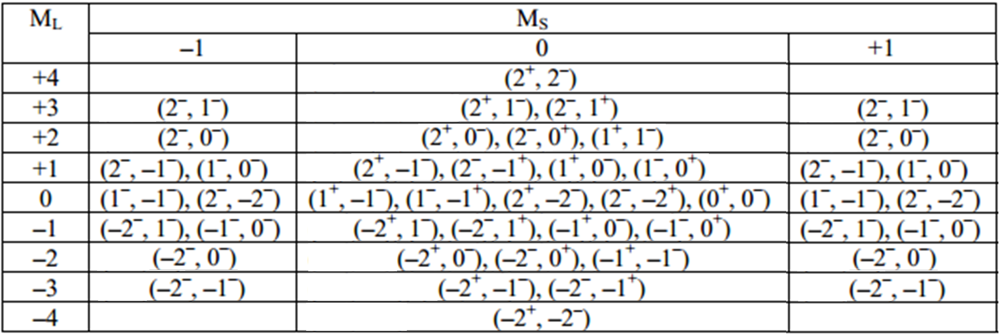 M_L M_S
–1 0 +1
+4 (2⁺, 2⁻)
+3 (2⁻, 1⁻) (2⁺, 1⁻), (2⁻, 1⁺) (2⁻, 1⁻)
+2 (2⁻, 0⁻) (2⁺, 0⁻), (2⁻, 0⁺), (1⁺, 1⁻) (2⁻, 0⁻)
+1 (2⁻, –1⁻), (1⁻, 0⁻) (2⁺, –1⁻), (2⁻, –1⁺), (1⁺, 0⁻), (1⁻, 0⁺) (2⁻, –1⁻), (1⁻, 0⁻)
0 (1⁻, –1⁻), (2⁻, –2⁻) (1⁺, –1⁻), (1⁻, –1⁺), (2⁺, –2⁻), (2⁻, –2⁺), (0⁺, 0⁻) (1⁻, –1⁻), (2⁻, –2⁻)
–1 (–2⁻, 1⁻), (–1⁻, 0⁻) (–2⁺, 1⁻), (–2⁻, 1⁺), (–1⁺, 0⁻), (–1⁻, 0⁺) (–2⁻, 1⁻), (–1⁻, 0⁻)
–2 (–2⁻, 0⁻) (–2⁺, 0⁻), (–2⁻, 0⁺), (–1⁺, –1⁻) (–2⁻, 0⁻)
–3 (–2⁻, –1⁻) (–2⁺, –1⁻), (–2⁻, –1⁺) (–2⁻, –1⁻)
–4 (–2⁺, –2⁻)